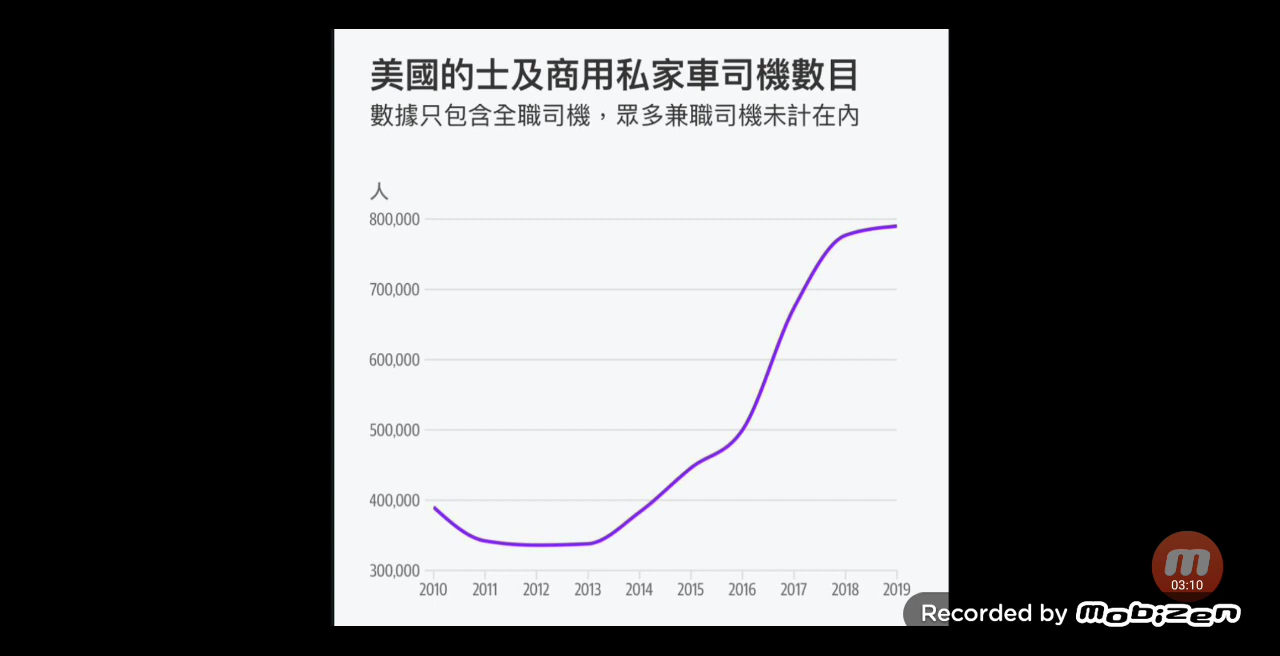 美國的士及商用私家車司機數目
數據只包含全職司機，眾多兼職司機未計在內
人
800,000
700,000
600,000
500,000
400,000
300,000
2010 2011 2012 2013 2014 2015 2016 2017 2018 2019
03:10
Recorded by mobizen